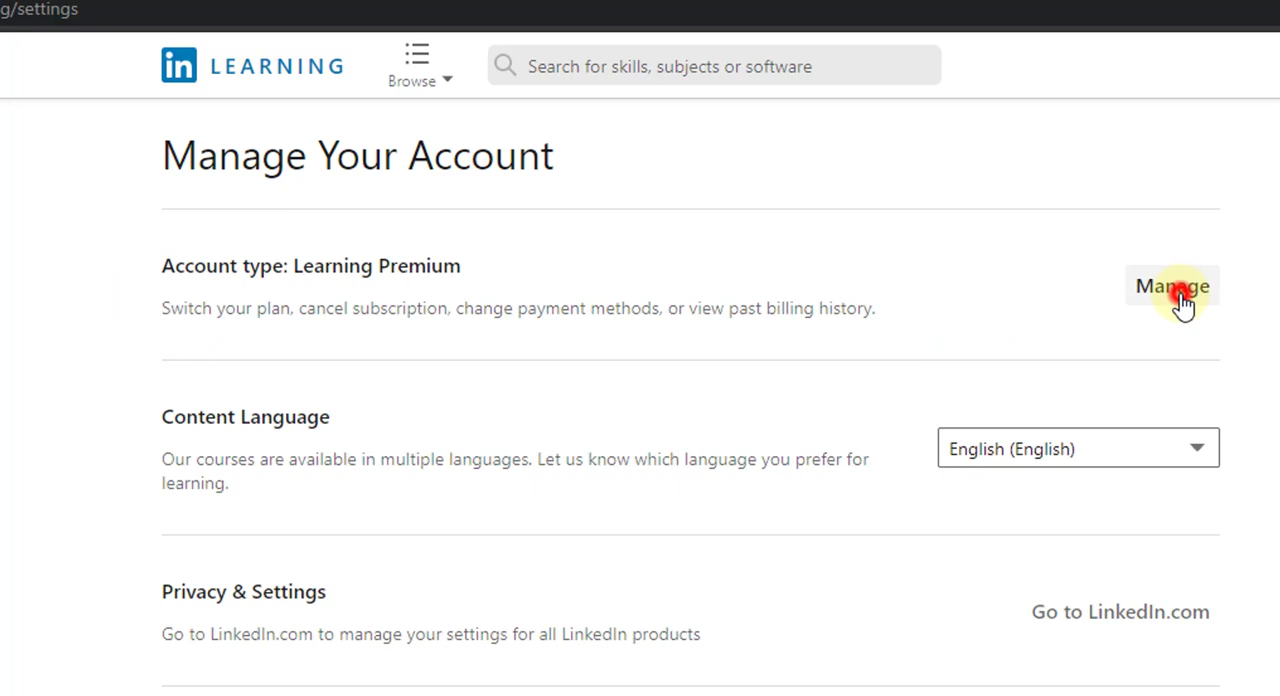 g/settings
in LEARNING
Browse
Search for skills, subjects or software
Manage Your Account
Account type: Learning Premium
Switch your plan, cancel subscription, change payment methods, or view past billing history.
Manage
Content Language
Our courses are available in multiple languages. Let us know which language you prefer for
learning.
English (English)
Privacy & Settings
Go to LinkedIn.com to manage your settings for all LinkedIn products
Go to LinkedIn.com